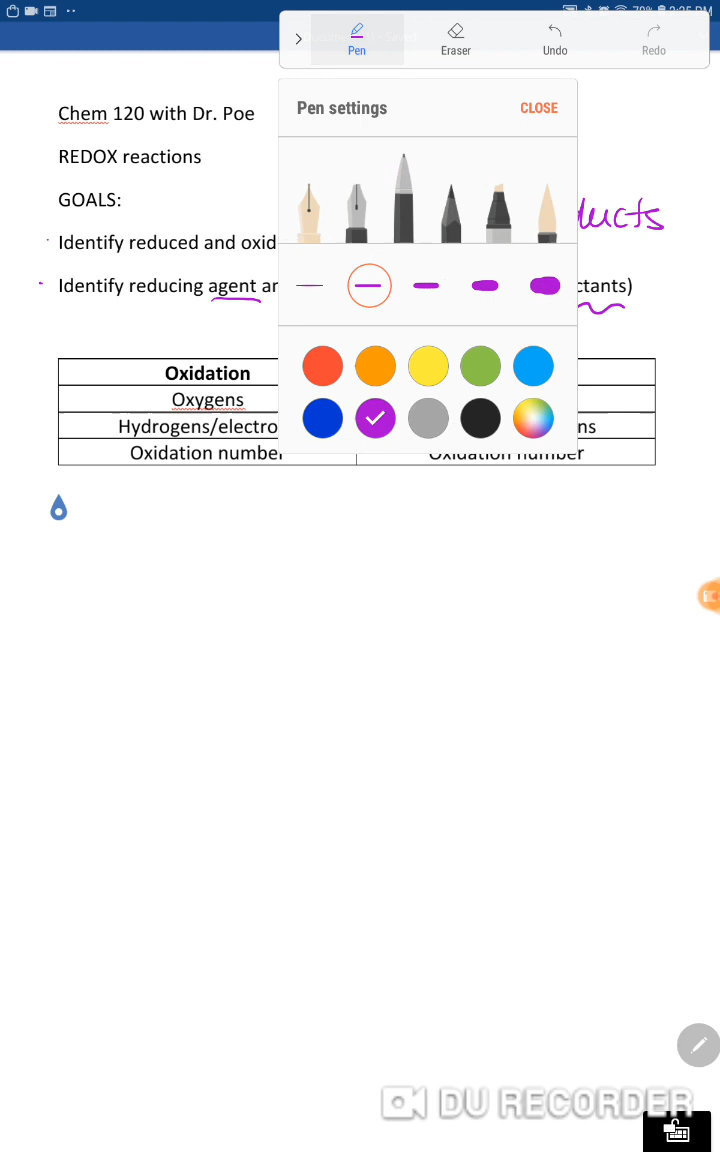 Pen
Eraser
Undo
Redo
Pen settings
CLOSE
Chem 120 with Dr. Poe
REDOX reactions
GOALS:
ducts
Identify reduced and oxid
Identify reducing agent ar
ctants)
Oxidation
Oxygens
Hydrogens/electro
ns
Oxidation number
Oxidation number
DU RECORDER